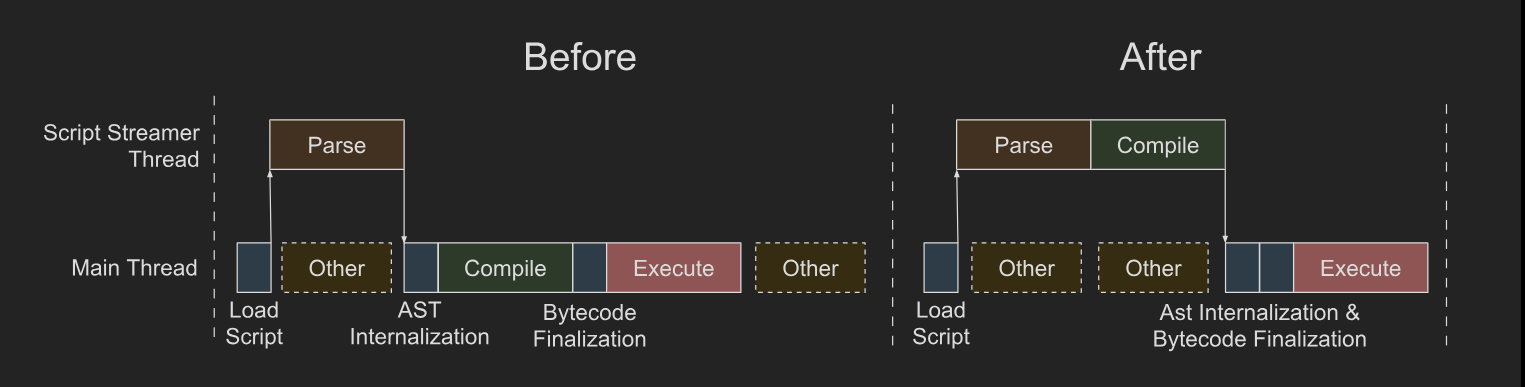 Before
After
Script Streamer
Thread
Parse
Parse
Compile
Main Thread
Other
Compile
Execute
Other
Other
Other
Execute
Load
Script
AST
Internalization
Bytecode
Finalization
Load
Script
Ast Internalization &
Bytecode Finalization